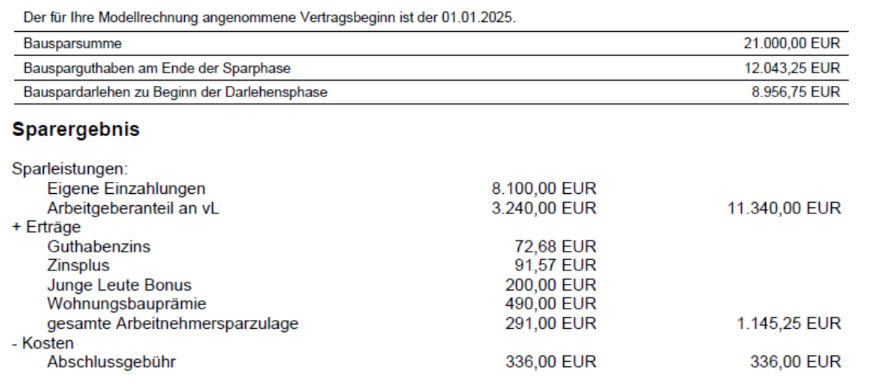 Der für Ihre Modellrechnung angenommene Vertragsbeginn ist der 01.01.2025.
Bausparsumme 21.000,00 EUR
Bausparguthaben am Ende der Sparphase 12.043,25 EUR
Bauspardarlehen zu Beginn der Darlehensphase 8.956,75 EUR
Sparergebnis
Sparleistungen:
Eigene Einzahlungen 8.100,00 EUR
Arbeitgeberanteil an vL 3.240,00 EUR 11.340,00 EUR
+ Erträge
Guthabenzins 72,68 EUR
Zinsplus 91,57 EUR
Junge Leute Bonus 200,00 EUR
Wohnungsbauprämie 490,00 EUR
gesamte Arbeitnehmersparzulage 291,00 EUR 1.145,25 EUR
- Kosten
Abschlussgebühr 336,00 EUR 336,00 EUR